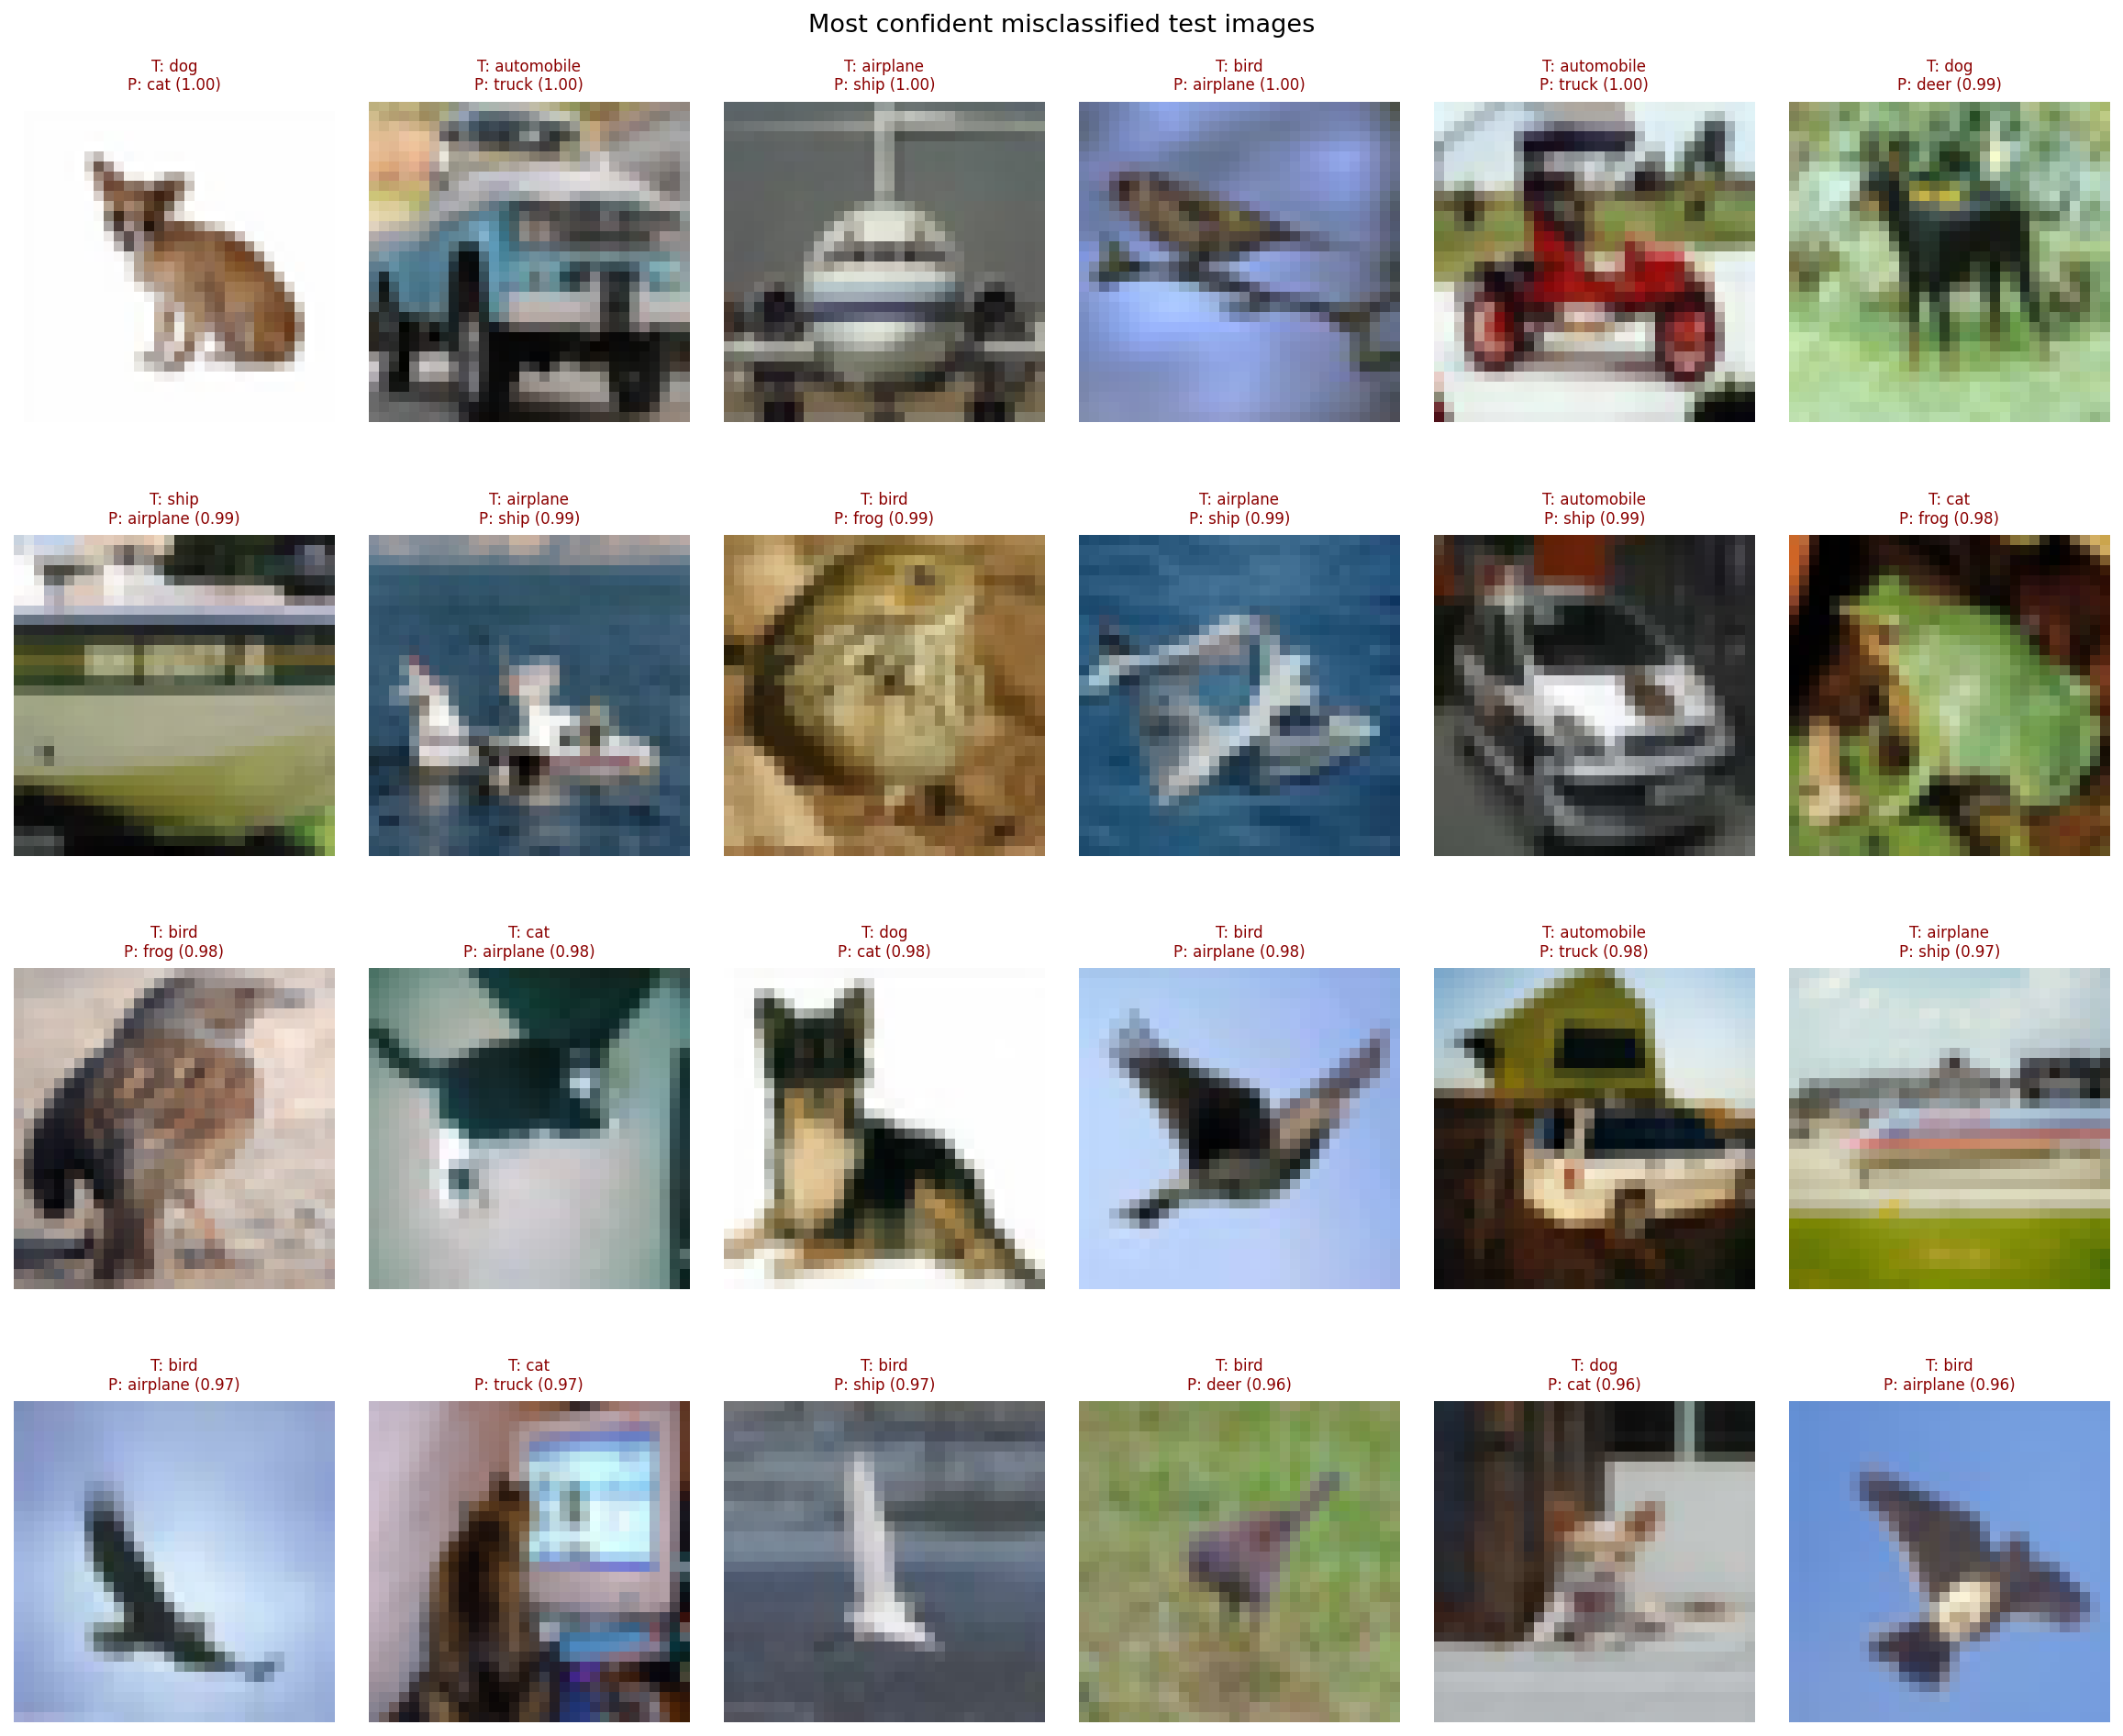 Most confident misclassified test images
T: dog
P: cat (1.00)
T: automobile
P: truck (1.00)
T: airplane
P: ship (1.00)
T: bird
P: airplane (1.00)
T: automobile
P: truck (1.00)
T: dog
P: deer (0.99)
T: ship
P: airplane (0.99)
T: airplane
P: ship (0.99)
T: bird
P: frog (0.99)
T: airplane
P: ship (0.99)
T: automobile
P: ship (0.99)
T: cat
P: frog (0.98)
T: bird
P: frog (0.98)
T: cat
P: airplane (0.98)
T: dog
P: cat (0.98)
T: bird
P: airplane (0.98)
T: automobile
P: truck (0.98)
T: airplane
P: ship (0.97)
T: bird
P: airplane (0.97)
T: cat
P: truck (0.97)
T: bird
P: ship (0.97)
T: bird
P: deer (0.96)
T: dog
P: cat (0.96)
T: bird
P: airplane (0.96)